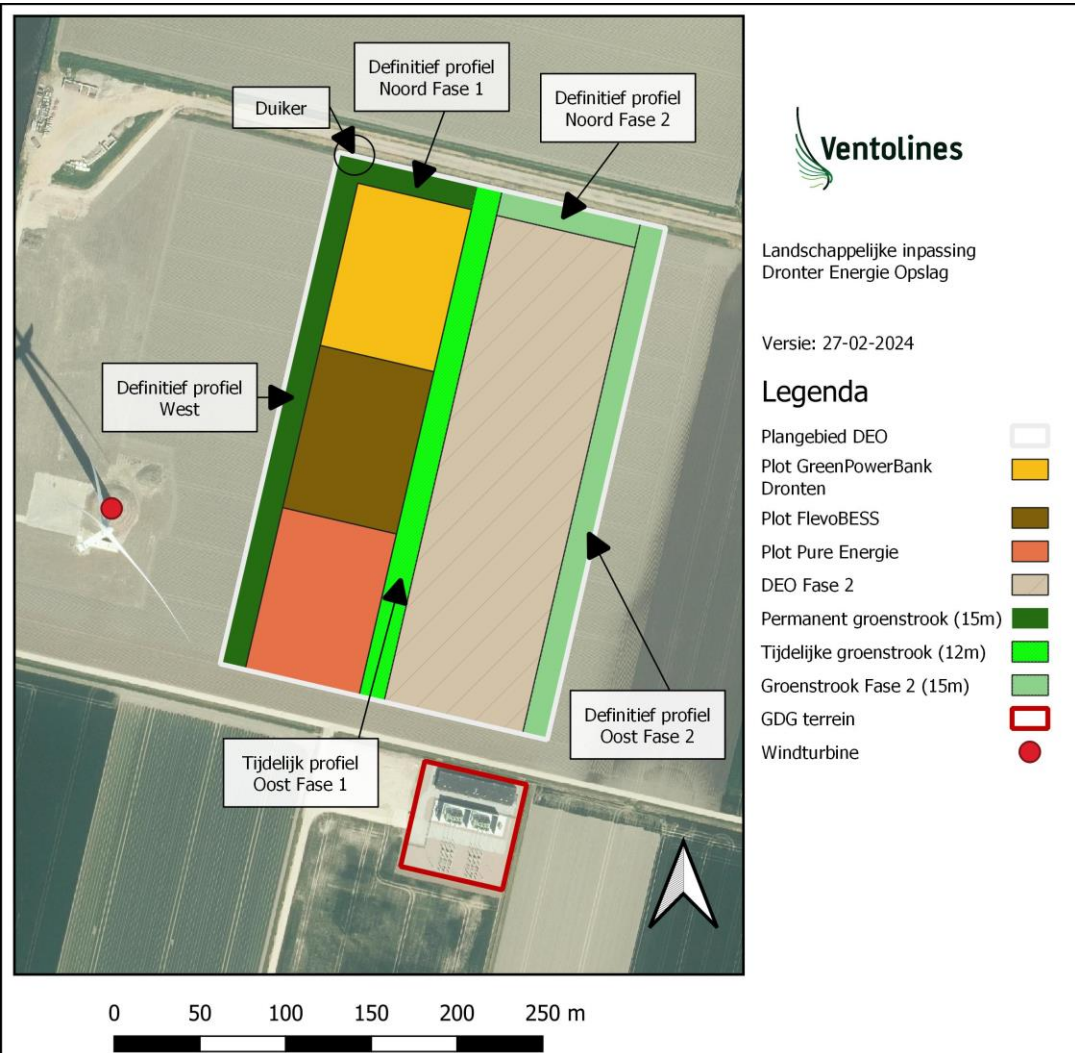 Definitief profiel
Noord Fase 1
Duiker
Definitief profiel
Noord Fase 2
Definitief profiel
West
Tijdelijk profiel
Oost Fase 1
Definitief profiel
Oost Fase 2
Ventolines
Landschappelijke inpassing
Dronter Energie Opslag
Versie: 27-02-2024
Legenda
Plangebied DEO
Plot GreenPowerBank
Dronten
Plot FlevoBESS
Plot Pure Energie
DEO Fase 2
Permanent groenstrook (15m)
Tijdelijke groenstrook (12m)
Groenstrook Fase 2 (15m)
GDG terrein
Windturbine
0 50 100 150 200 250 m